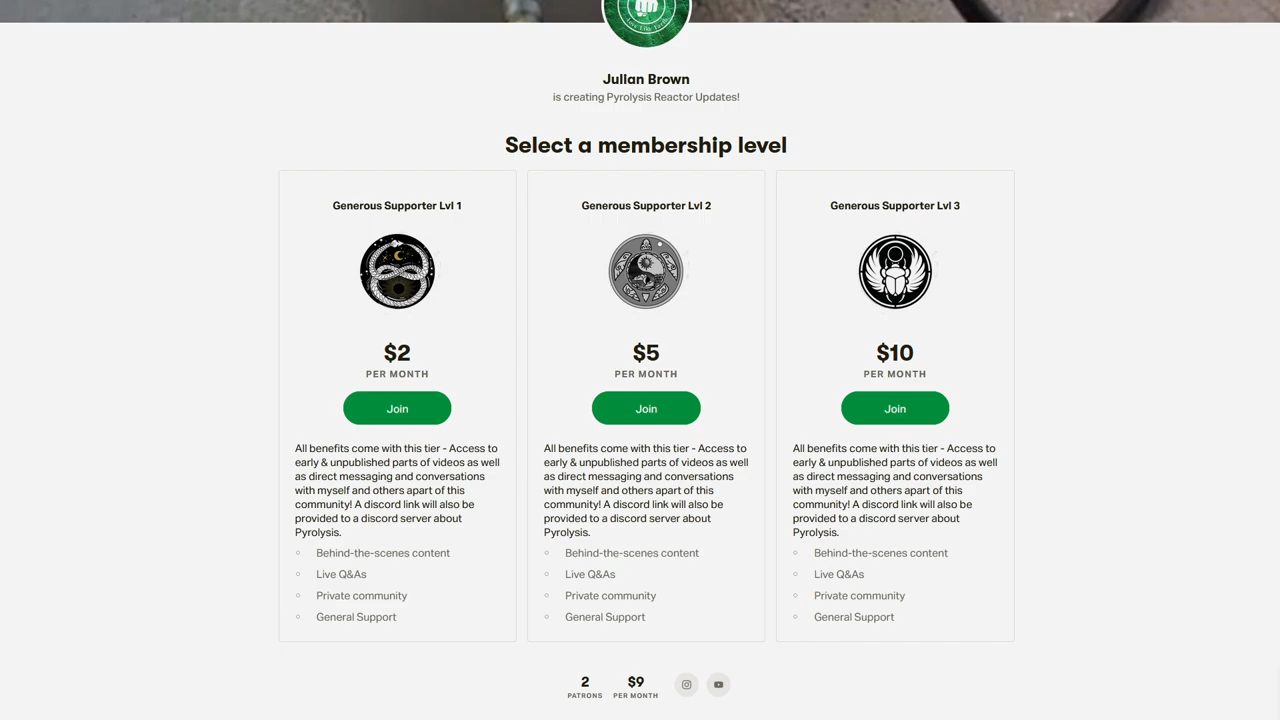 Julian Brown
is creating Pyrolysis Reactor Updates!
Select a membership level
Generous Supporter Lvl 1
$2
PER MONTH
Join
All benefits come with this tier - Access to
early & unpublished parts of videos as well
as direct messaging and conversations
with myself and others apart of this
community! A discord link will also be
provided to a discord server about
Pyrolysis.
Behind-the-scenes content
Live Q&As
Private community
General Support
Generous Supporter Lvl 2
$5
PER MONTH
Join
All benefits come with this tier - Access to
early & unpublished parts of videos as well
as direct messaging and conversations
with myself and others apart of this
community! A discord link will also be
provided to a discord server about
Pyrolysis.
Behind-the-scenes content
Live Q&As
Private community
General Support
Generous Supporter Lvl 3
$10
PER MONTH
Join
All benefits come with this tier - Access to
early & unpublished parts of videos as well
as direct messaging and conversations
with myself and others apart of this
community! A discord link will also be
provided to a discord server about
Pyrolysis.
Behind-the-scenes content
Live Q&As
Private community
General Support
2
PATRONS
$9
PER MONTH